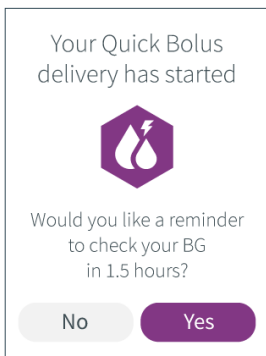 Your Quick Bolus
delivery has started
Would you like a reminder
to check your BG
in 1.5 hours?
No
Yes